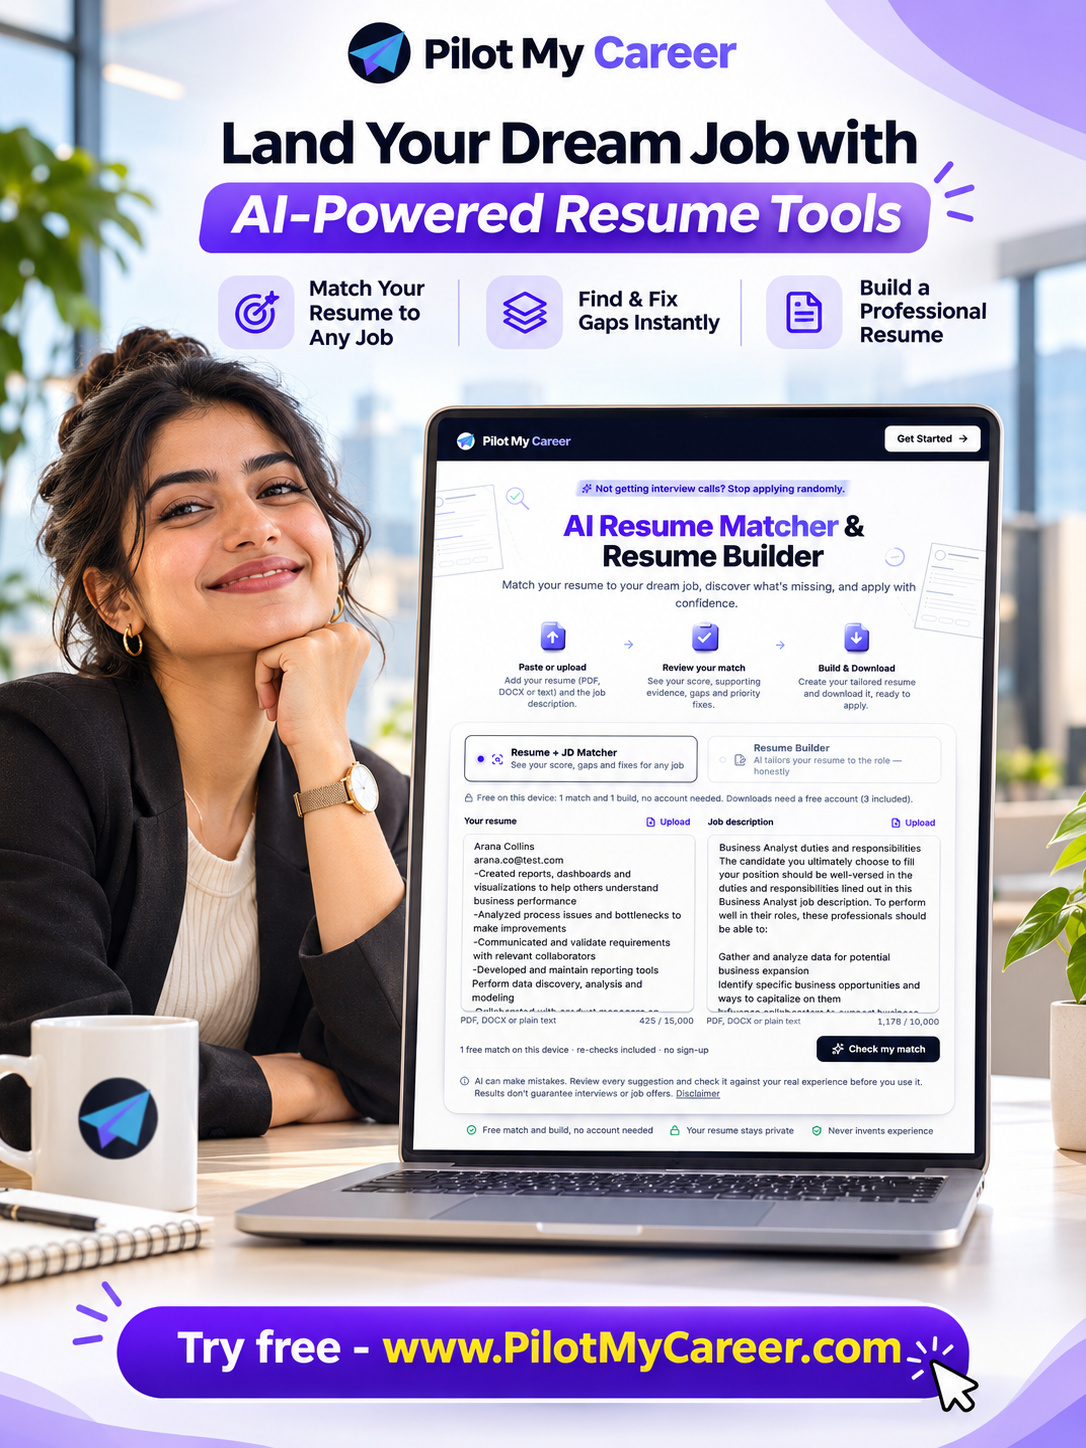 Pilot My Career
Land Your Dream Job with
AI-Powered Resume Tools
Match Your
Resume to
Any Job
Find & Fix
Gaps Instantly
Build a
Professional
Resume
Pilot My Career
Get Started →
Not getting interview calls? Stop applying randomly.
AI Resume Matcher &
Resume Builder
Match your resume to your dream job, discover what's missing, and apply with
confidence.
Paste or upload
Add your resume (PDF,
DOCX or text) and the job
description.
Review your match
See your score, supporting
evidence, gaps and priority
fixes.
Build & Download
Create your tailored resume
and download it, ready to
apply.
Resume + JD Matcher
See your score, gaps and fixes for any job
Resume Builder
AI tailors your resume to the role —
honestly
Free on this device: 1 match and 1 build, no account needed. Downloads need a free account (3 included).
Your resume
Upload
Arana Collins
arana.co@test.com
-Created reports, dashboards and
visualizations to help others understand
business performance
-Analyzed process issues and bottlenecks to
make improvements
-Communicated and validate requirements
with relevant collaborators
-Developed and maintain reporting tools
Perform data discovery, analysis and
modeling
PDF, DOCX or plain text
425 / 15,000
Job description
Upload
Business Analyst duties and responsibilities
The candidate you ultimately choose to fill
your position should be well-versed in the
duties and responsibilities lined out in this
Business Analyst job description. To perform
well in their roles, these professionals should
be able to:
Gather and analyze data for potential
business expansion
Identify specific business opportunities and
ways to capitalize on them
PDF, DOCX or plain text
1,178 / 10,000
1 free match on this device · re-checks included · no sign-up
Check my match
AI can make mistakes. Review every suggestion and check it against your real experience before you use it.
Results don't guarantee interviews or job offers. Disclaimer
Free match and build, no account needed
Your resume stays private
Never invents experience
Try free - www.PilotMyCareer.com